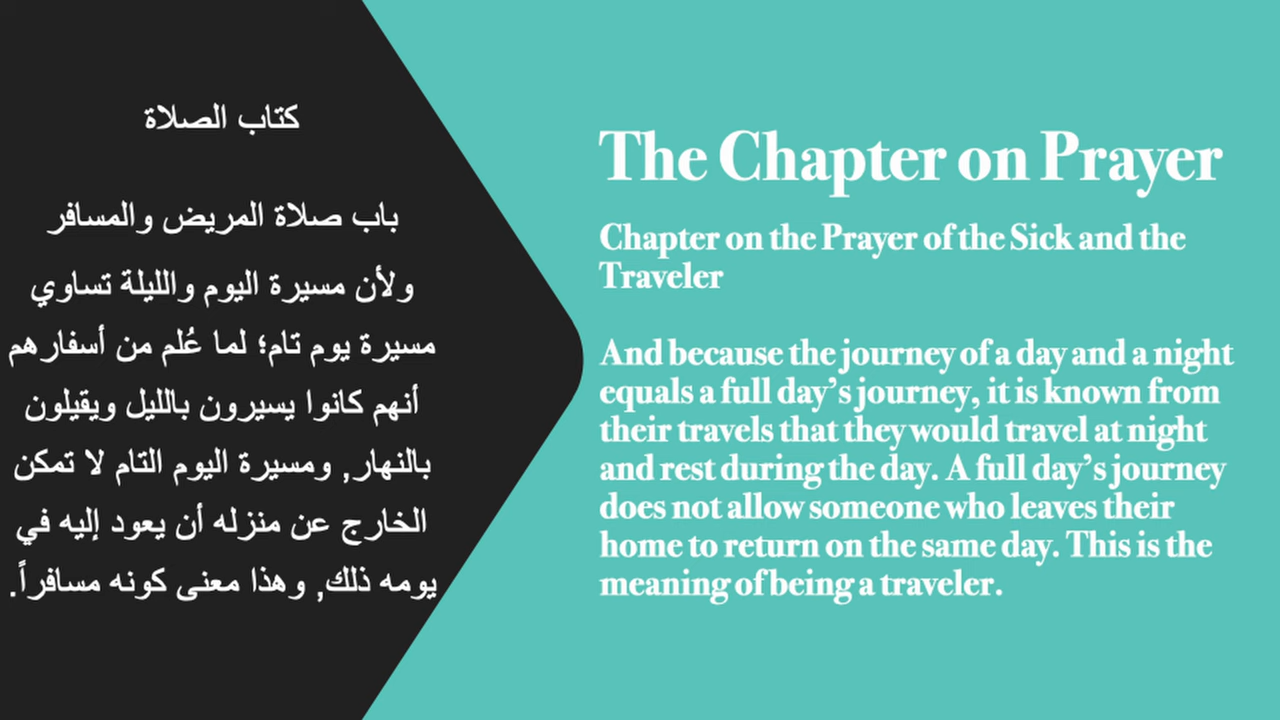 كتاب الصلاة
باب صلاة المريض والمسافر
ولأن مسيرة اليوم والليلة تساوي
مسيرة يوم تام؛ لما عُلم من أسفارهم
أنهم كانوا يسيرون بالليل ويقيلون
بالنهار, ومسيرة اليوم التام لا تمكن
الخارج عن منزله أن يعود إليه في
يومه ذلك, وهذا معنى كونه مسافراً.
The Chapter on Prayer
Chapter on the Prayer of the Sick and the
Traveler
And because the journey of a day and a night
equals a full day’s journey, it is known from
their travels that they would travel at night
and rest during the day. A full day’s journey
does not allow someone who leaves their
home to return on the same day. This is the
meaning of being a traveler.